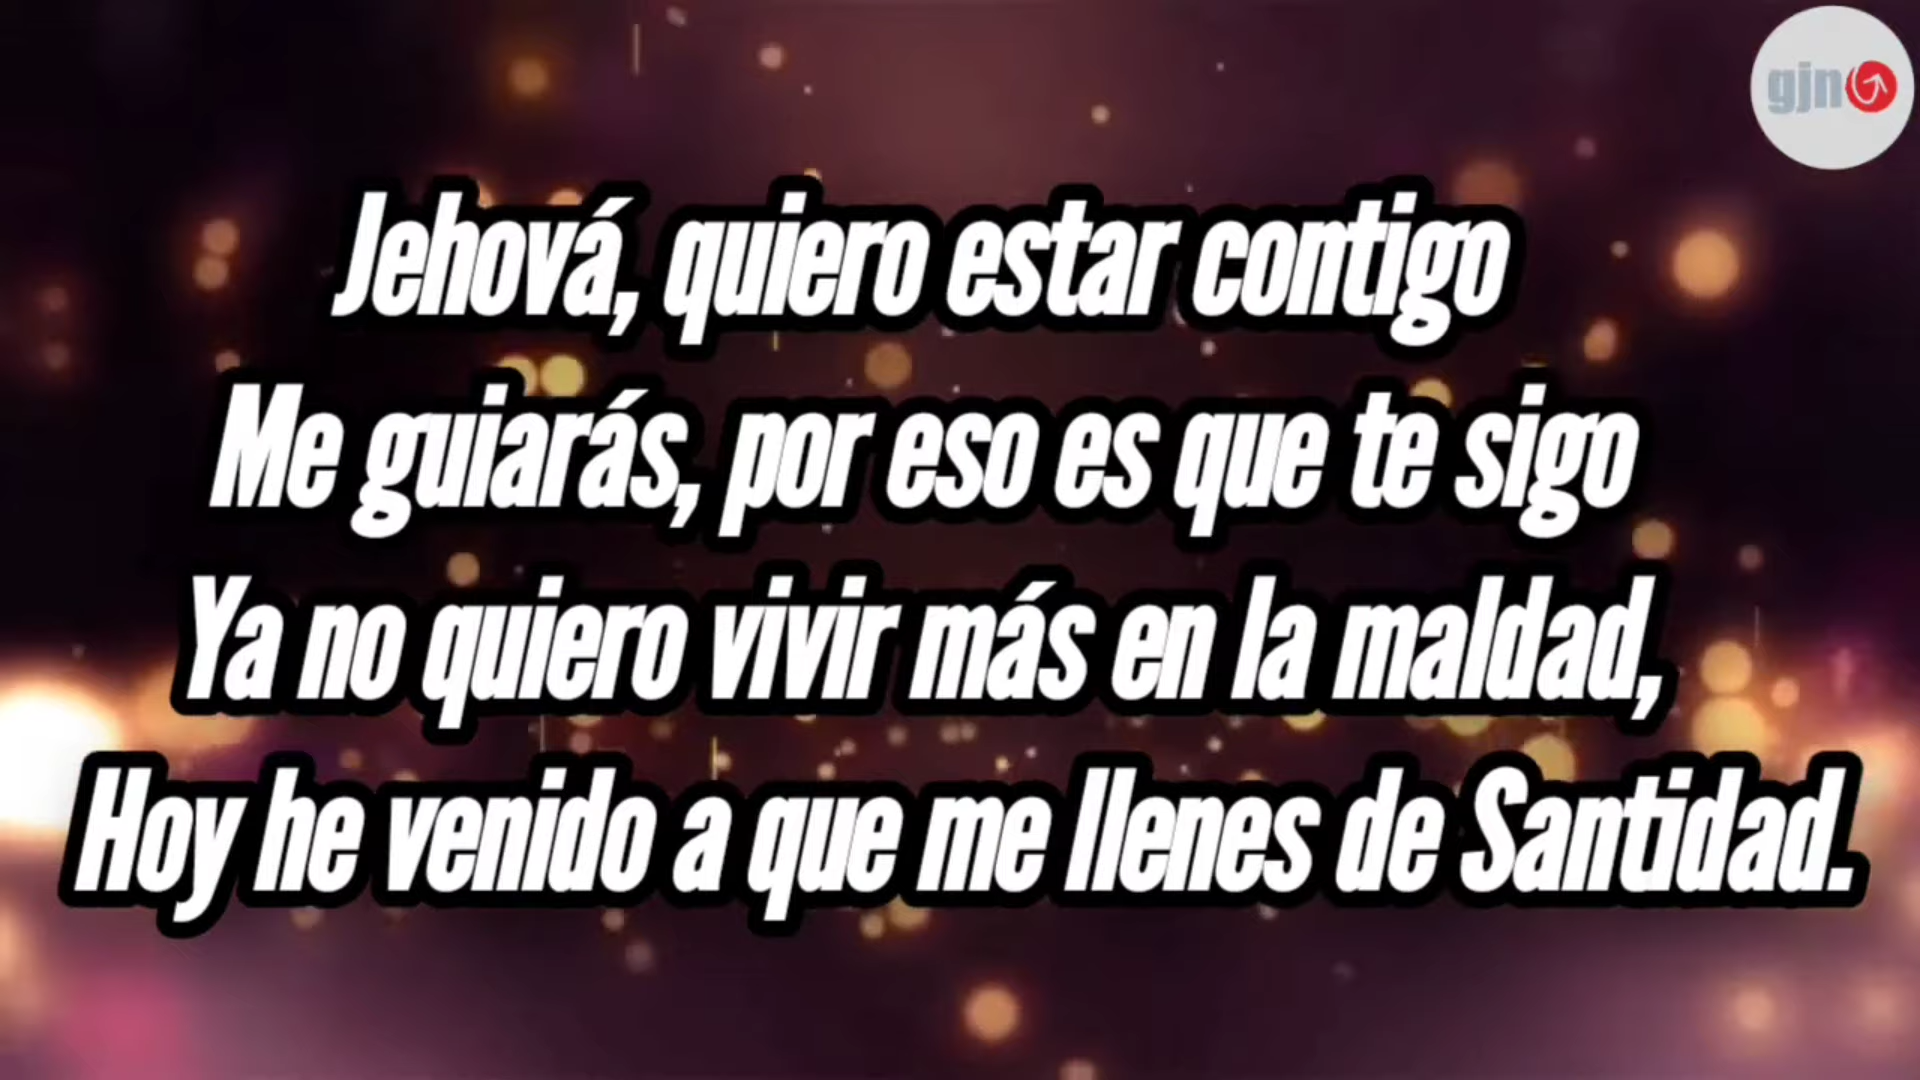 gjn
Jehová, quiero estar contigo
Me guiarás, por eso es que te sigo
Ya no quiero vivir más en la maldad,
Hoy he venido a que me llenes de Santidad.